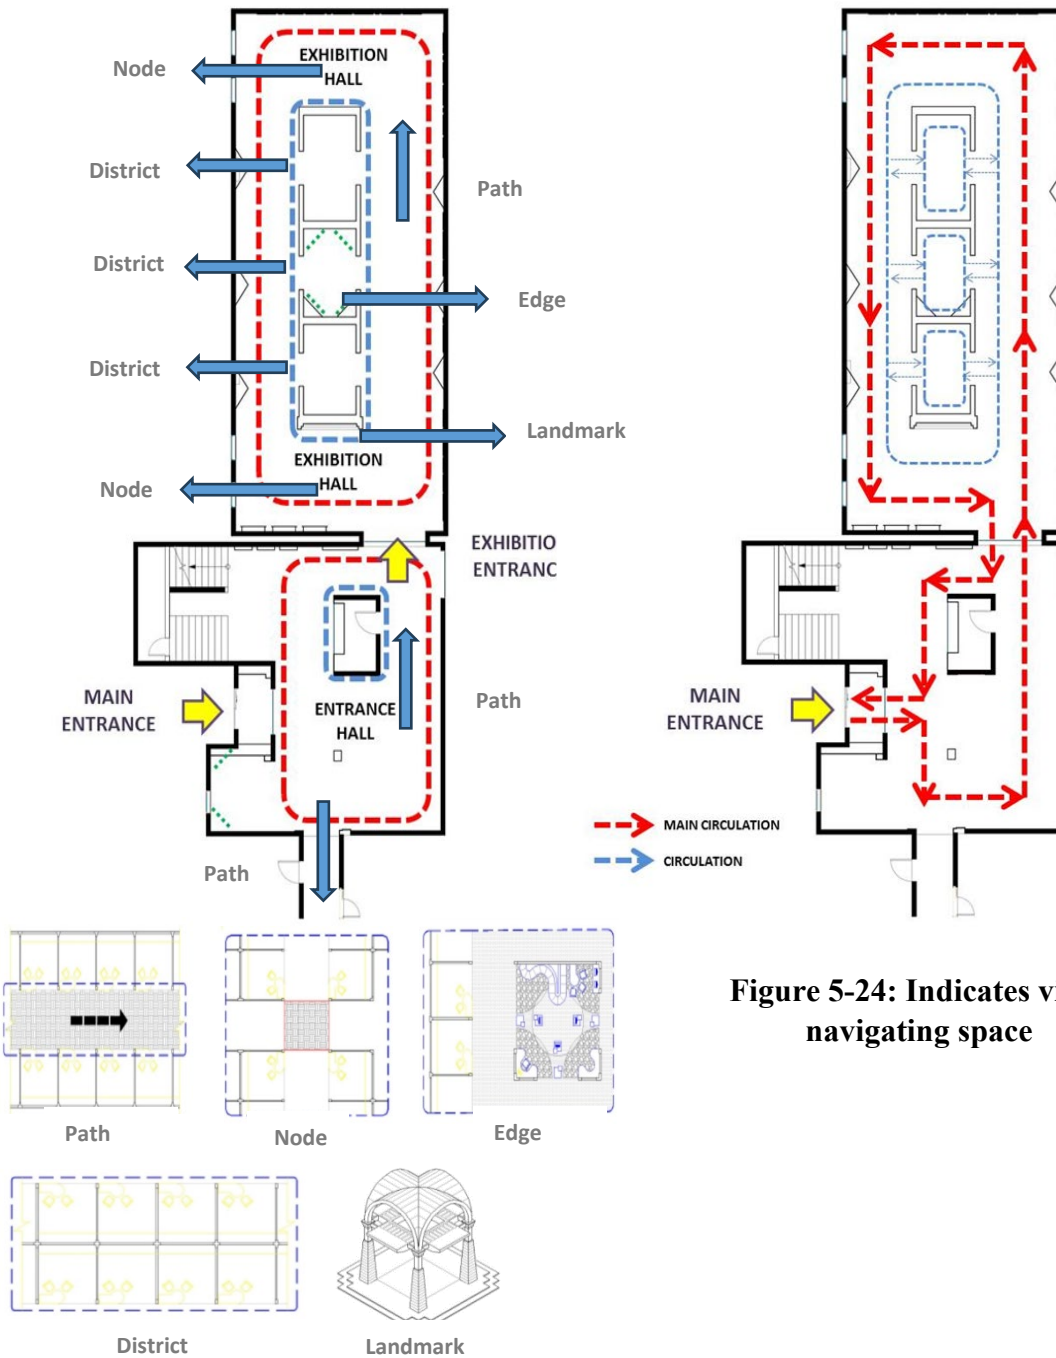 EXHIBITION
HALL
Node
District
Path
District
Edge
District
Landmark
EXHIBITION
HALL
Node
EXHIBITIO
ENTRANC
MAIN
ENTRANCE
ENTRANCE
HALL
Path
Path
MAIN
ENTRANCE
MAIN CIRCULATION
CIRCULATION
Path
Node
Edge
District
Landmark
Figure 5-24: Indicates vi
navigating space